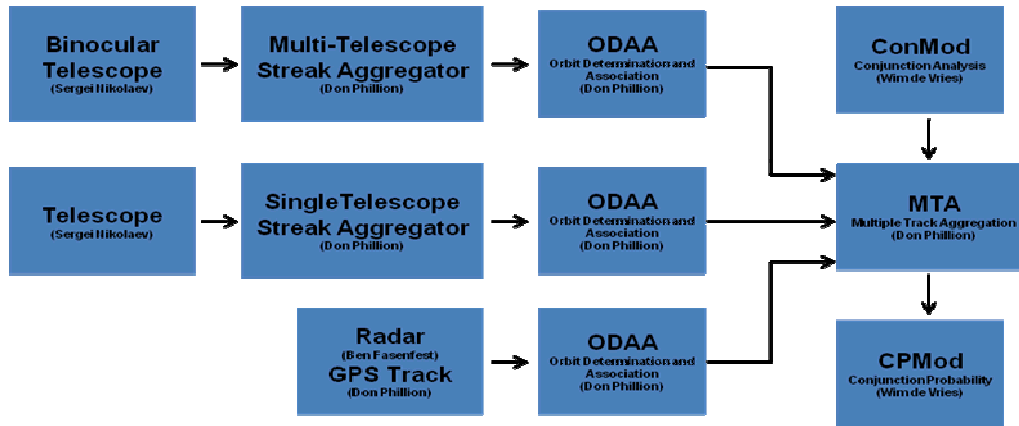 Binocular
Telescope
(Sergei Nikolaev)
Multi-Telescope
Streak Aggregator
(Don Phillion)
ODAA
Orbit Determination and
Association
(Don Phillion)
ConMod
Conjunction Analysis
(Wim de Vries)
Telescope
(Sergei Nikolaev)
SingleTelescope
Streak Aggregator
(Don Phillion)
ODAA
Orbit Determination and
Association
(Don Phillion)
MTA
Multiple Track Aggregation
(Don Phillion)
Radar
(Ben Fasenfest)
GPS Track
(Don Phillion)
ODAA
Orbit Determination and
Association
(Don Phillion)
CPMod
Conjunction Probability
(Wim de Vries)